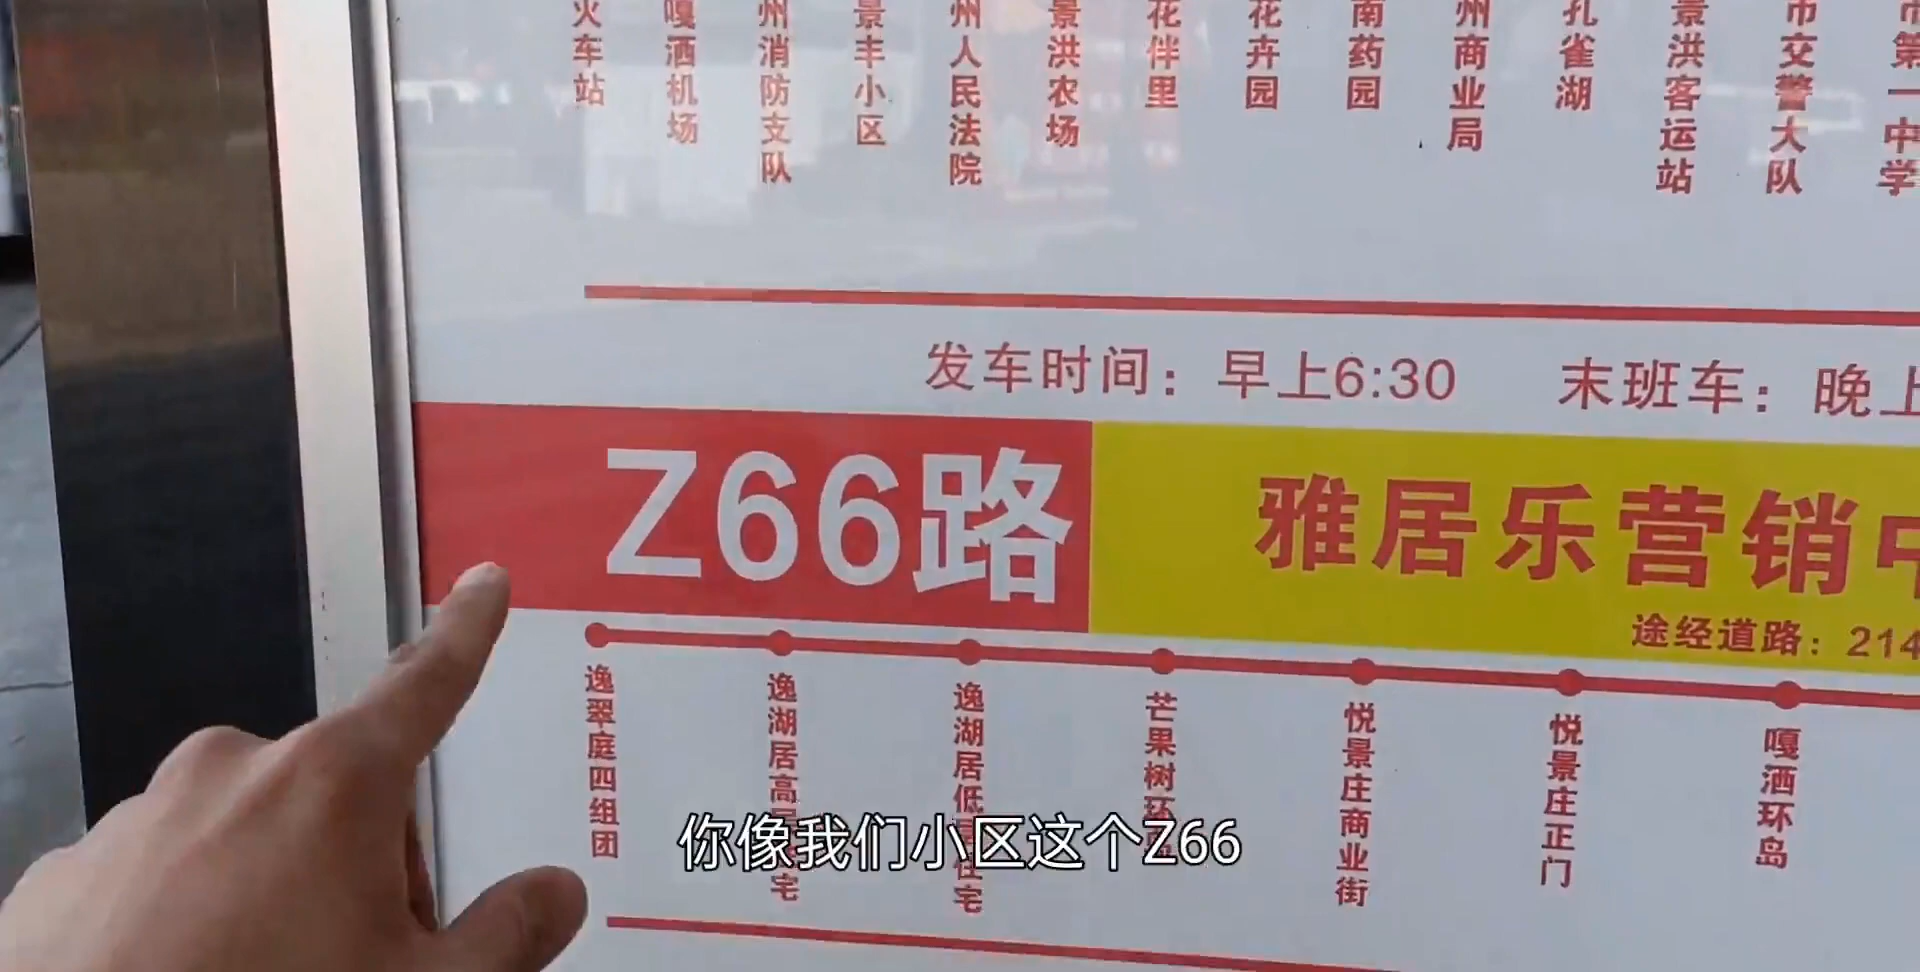 火车站
嘎洒机场
州消防支队
景丰小区
州人民法院
景洪农场
花伴里
花卉园
南药园
州商业局
孔雀湖
景洪客运站
市交警大队
市第一中学
发车时间：早上6:30 末班车：晚上
Z66路
雅居乐营销中
途经道路：214
逸翠庭四组团
逸湖居高层住宅
逸湖居低层住宅
芒果树环岛
悦景庄商业街
悦景庄正门
嘎洒环岛
你像我们小区这个Z66